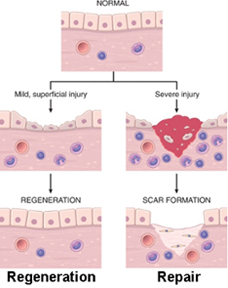 NORMAL
Mild, superficial injury
Severe injury
REGENERATION
SCAR FORMATION
Regeneration
Repair